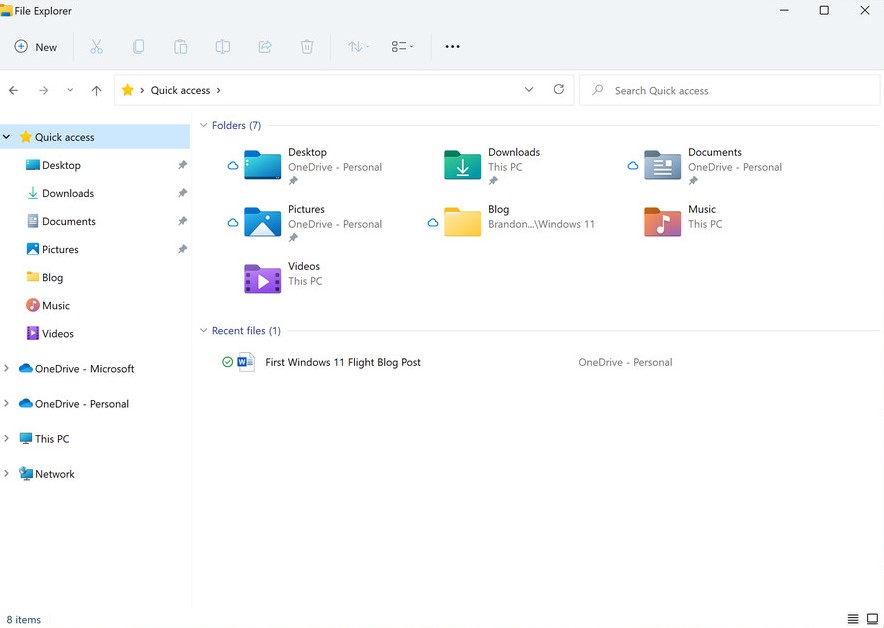 File Explorer
New
Quick access
Search Quick access
Quick access
Desktop
Downloads
Documents
Pictures
Blog
Music
Videos
OneDrive - Microsoft
OneDrive - Personal
This PC
Network
Folders (7)
Desktop
OneDrive - Personal
Downloads
This PC
Documents
OneDrive - Personal
Pictures
OneDrive - Personal
Blog
Brandon...\Windows 11
Music
This PC
Videos
This PC
Recent files (1)
W
First Windows 11 Flight Blog Post
OneDrive - Personal
8 items